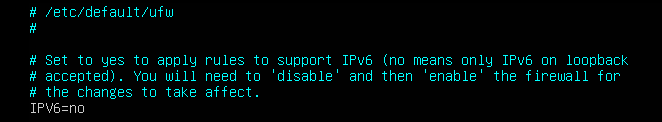 # /etc/default/ufw
#
# Set to yes to apply rules to support IPv6 (no means only IPv6 on loopback
# accepted). You will need to 'disable' and then 'enable' the firewall for
# the changes to take affect.
IPV6=no